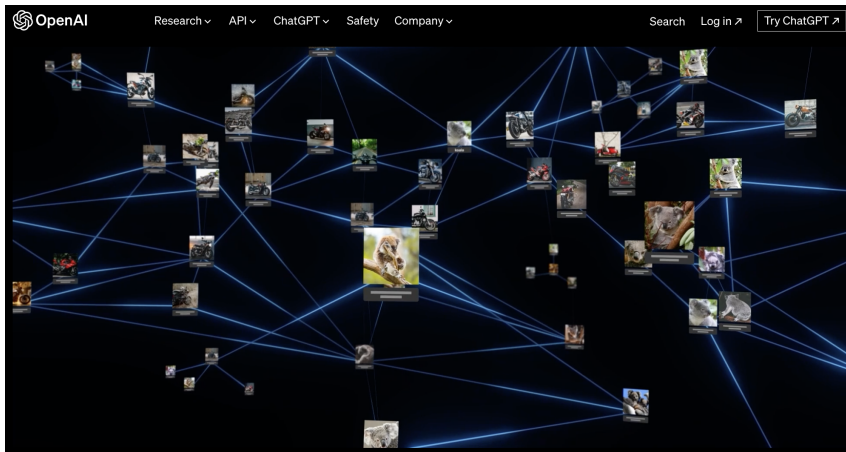 OpenAI Research API ChatGPT Safety Company Search Log in ↗ Try ChatGPT ↗